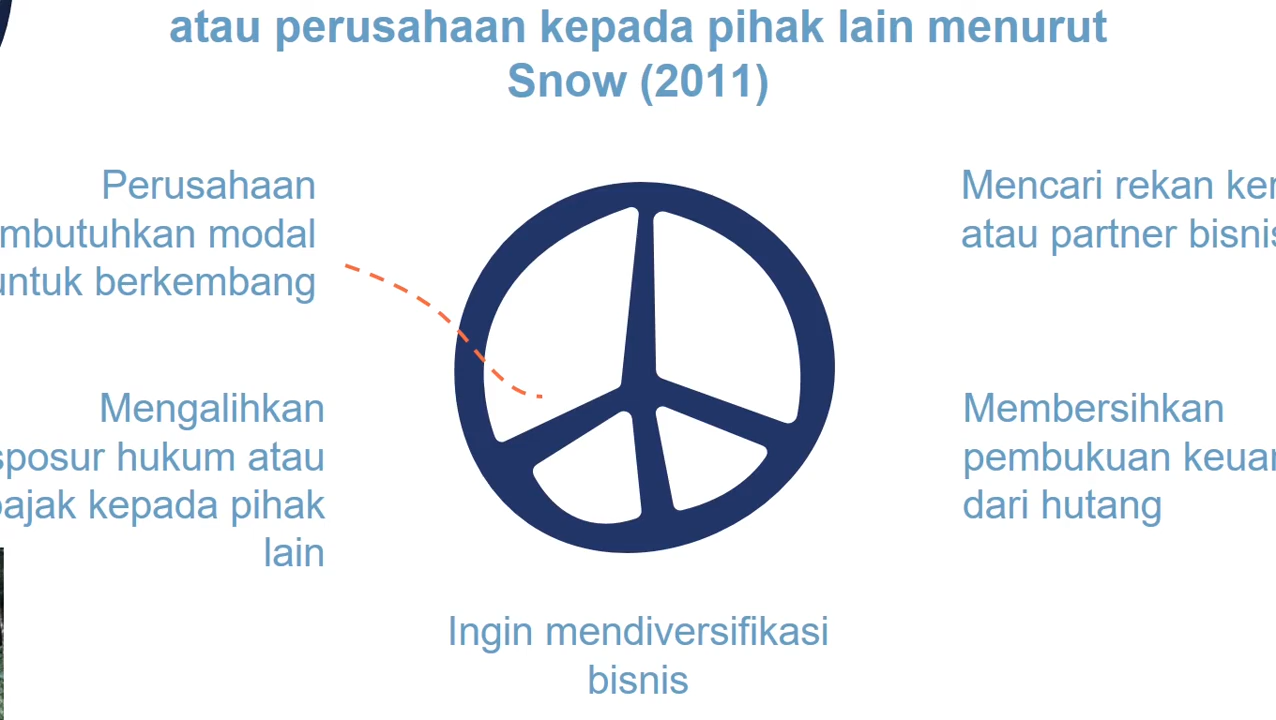 atau perusahaan kepada pihak lain menurut
Snow (2011)
Perusahaan
mbutuhkan modal
untuk berkembang
Mencari rekan ker
atau partner bisnis
Mengalihkan
sposur hukum atau
pajak kepada pihak
lain
Membersihkan
pembukuan keuan
dari hutang
Ingin mendiversifikasi
bisnis